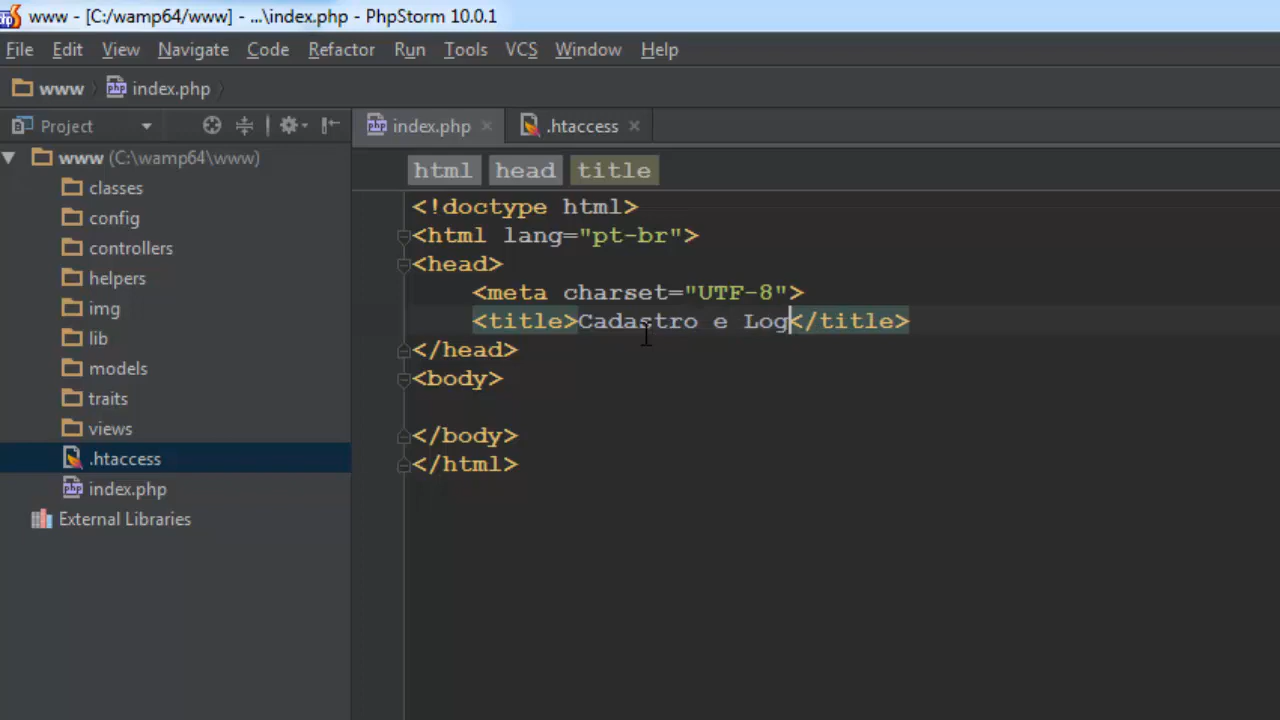 www - [C:/wamp64/www] - ...\index.php - PhpStorm 10.0.1
File Edit View Navigate Code Refactor Run Tools VCS Window Help
www index.php
Project
index.php .htaccess
www (C:\wamp64\www)
classes
config
controllers
helpers
img
lib
models
traits
views
.htaccess
index.php
External Libraries
html head title
<!doctype html>
<html lang="pt-br">
<head>
<meta charset="UTF-8">
<title>Cadastro e Log</title>
</head>
<body>
</body>
</html>